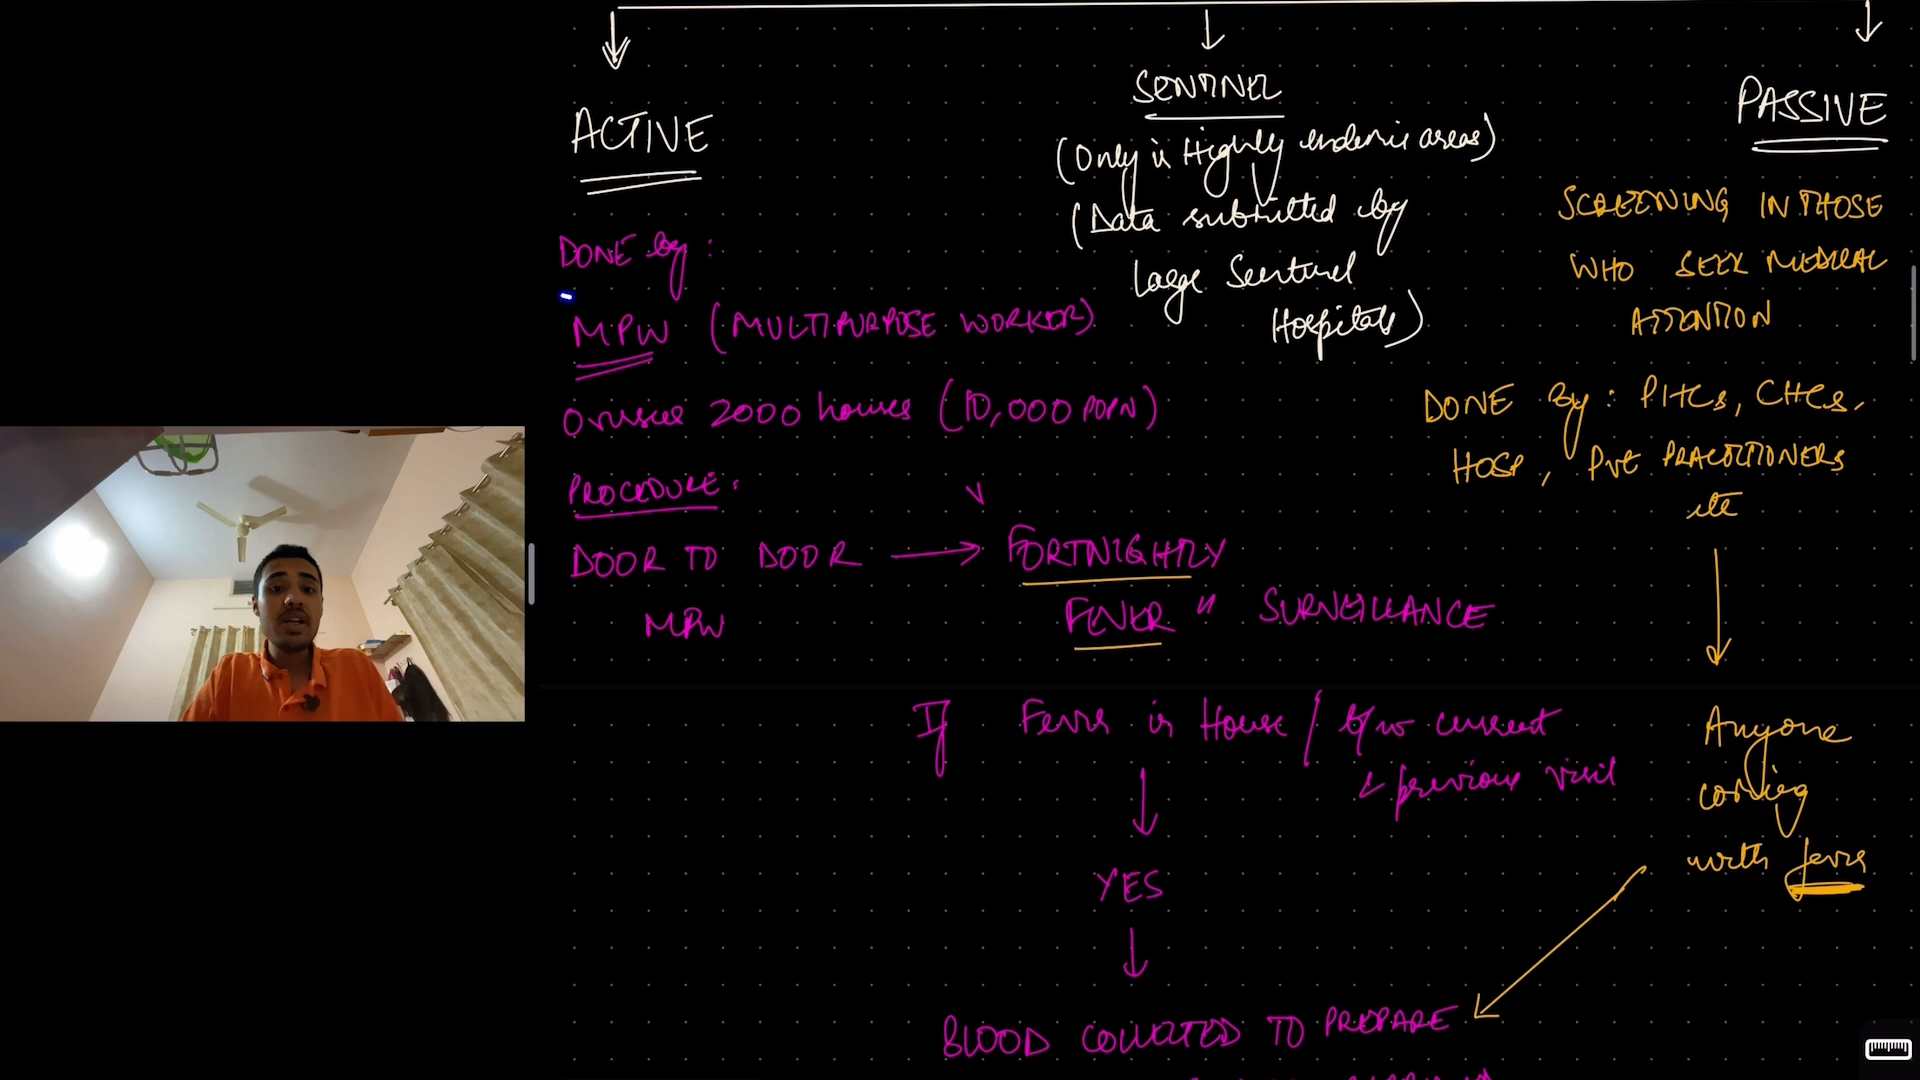 ACTIVE
DONE by :
MPW (MULTIPURPOSE WORKER)
2000 houses (10,000 POPN)
PROCEDURE :
DOOR TO DOOR → FORTNIGHTLY
MPW FEVER " SURVEILLANCE
If Fever in House / b/w current
& previous visit
↓
YES
↓
BLOOD COLLECTED TO PREPARE
SENTINEL
(Only in Highly endemic areas)
(Data submitted by
Large Sentinel
Hospitals)
PASSIVE
SCREENING IN THOSE
WHO SEEK MEDICAL
ATTENTION
DONE By : PHCs, CHCs,
HOSP, PVT PRACTITIONERS
etc
Anyone
coming
with fever